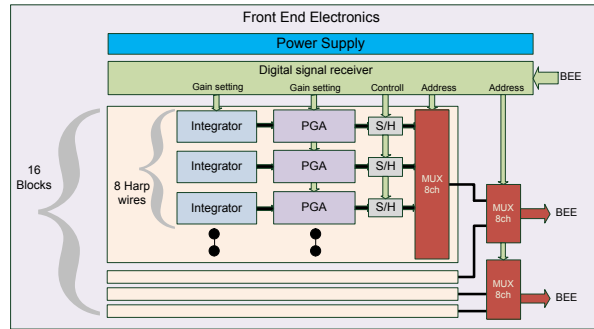 Front End Electronics
Power Supply
Digital signal receiver
BEE
Gain setting
Gain setting
Controll
Address
Address
16
Blocks
8 Harp
wires
Integrator
PGA
S/H
MUX
8ch
Integrator
PGA
S/H
Integrator
PGA
S/H
MUX
8ch
BEE
MUX
8ch
BEE